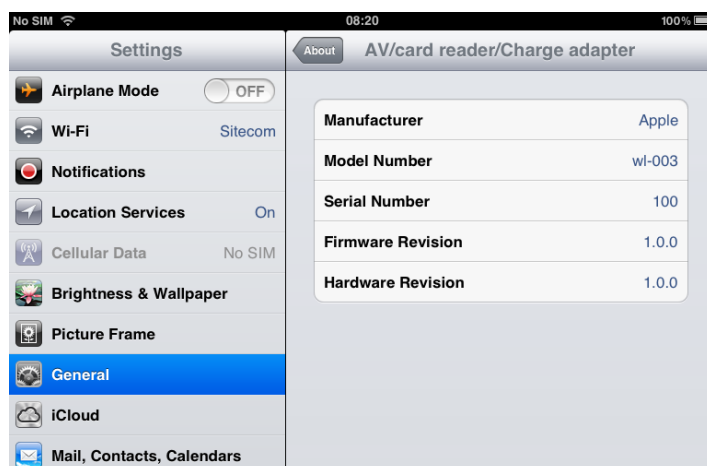 No SIM 08:20 100%
Settings
Airplane Mode OFF
Wi-Fi Sitecom
Notifications
Location Services On
Cellular Data No SIM
Brightness & Wallpaper
Picture Frame
General
iCloud
Mail, Contacts, Calendars
About AV/card reader/Charge adapter
Manufacturer Apple
Model Number wl-003
Serial Number 100
Firmware Revision 1.0.0
Hardware Revision 1.0.0